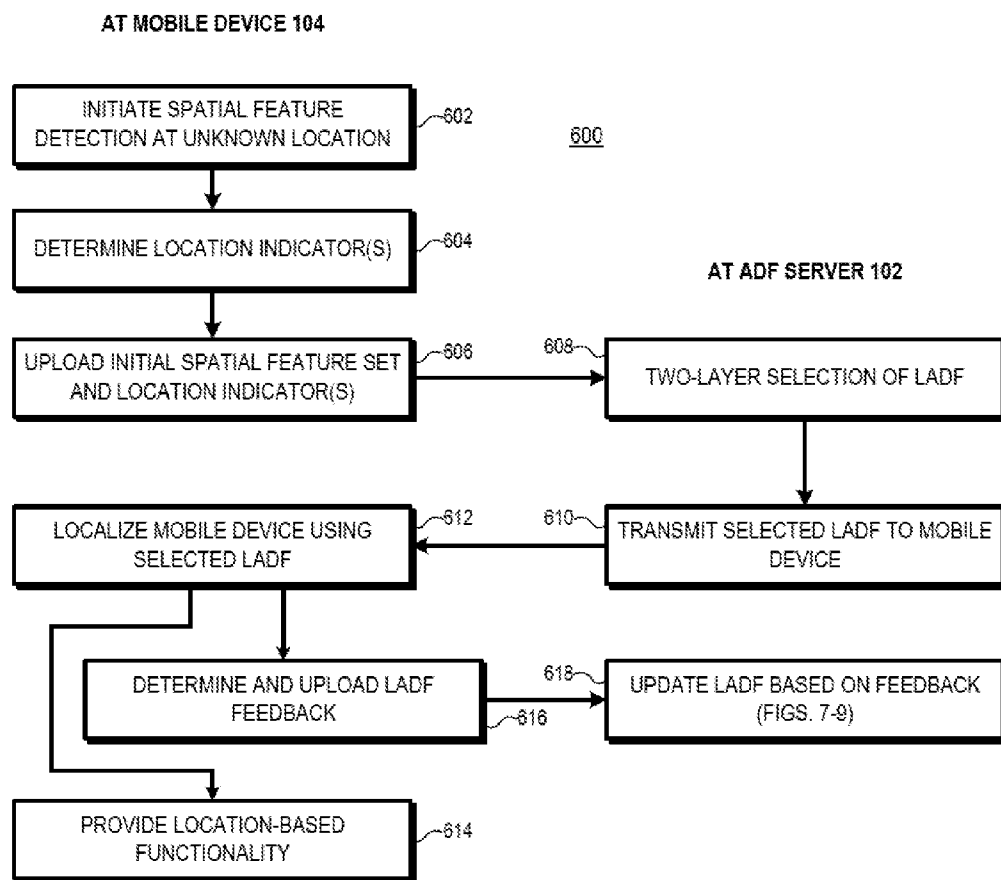 AT MOBILE DEVICE 104
INITIATE SPATIAL FEATURE
DETECTION AT UNKNOWN LOCATION
602
600
DETERMINE LOCATION INDICATOR(S)
604
AT ADF SERVER 102
UPLOAD INITIAL SPATIAL FEATURE SET
AND LOCATION INDICATOR(S)
606
608
TWO-LAYER SELECTION OF LADF
LOCALIZE MOBILE DEVICE USING
SELECTED LADF
612
610
TRANSMIT SELECTED LADF TO MOBILE
DEVICE
DETERMINE AND UPLOAD LADF
FEEDBACK
616
618
UPDATE LADF BASED ON FEEDBACK
(FIGS. 7-9)
PROVIDE LOCATION-BASED
FUNCTIONALITY
614